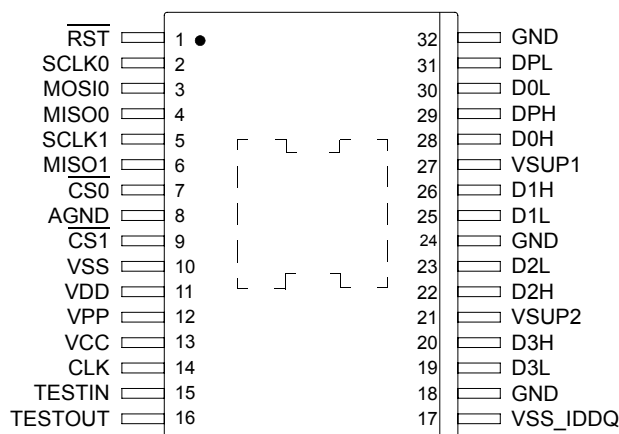 RST 1 32 GND
SCLK0 2 31 DPL
MOSI0 3 30 D0L
MISO0 4 29 DPH
SCLK1 5 28 D0H
MISO1 6 27 VSUP1
CS0 7 26 D1H
AGND 8 25 D1L
CS1 9 24 GND
VSS 10 23 D2L
VDD 11 22 D2H
VPP 12 21 VSUP2
VCC 13 20 D3H
CLK 14 19 D3L
TESTIN 15 18 GND
TESTOUT 16 17 VSS_IDDQ